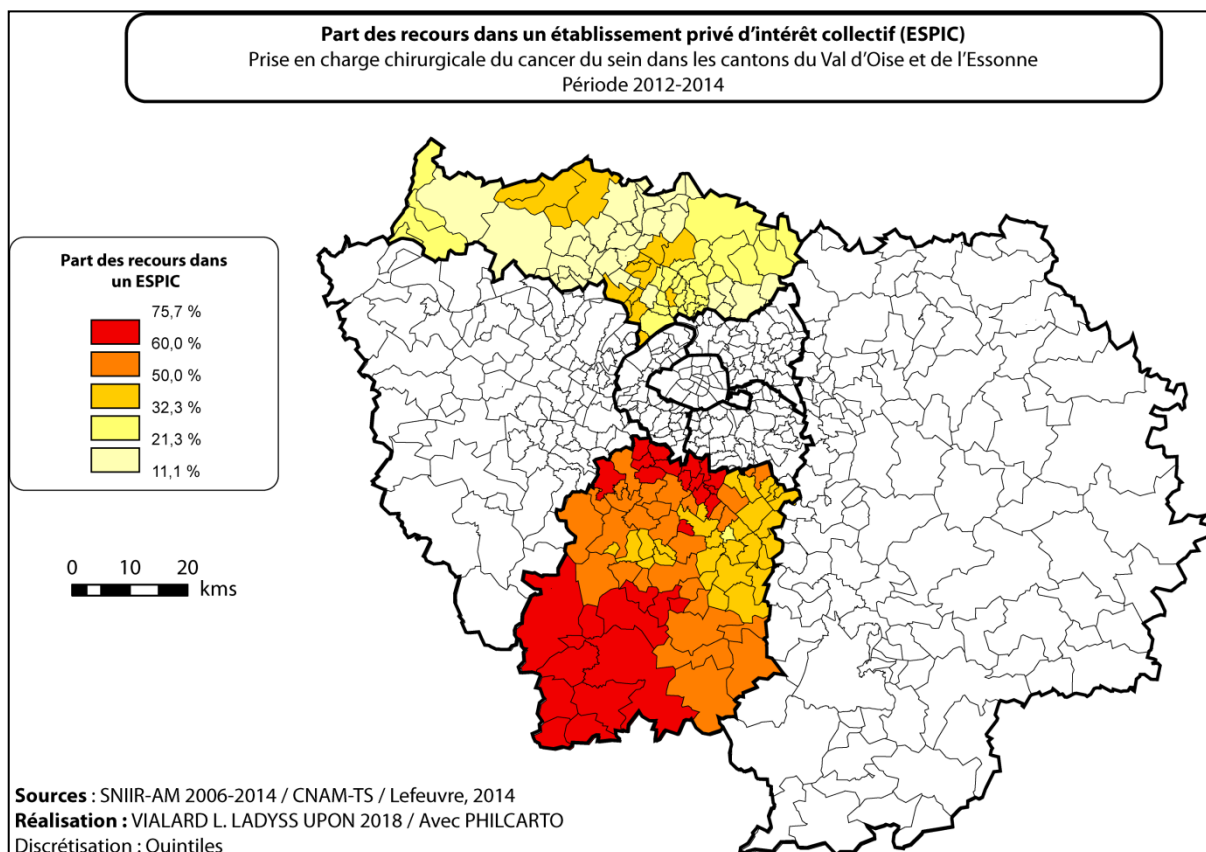 Part des recours dans un établissement privé d’intérêt collectif (ESPIC)
Prise en charge chirurgicale du cancer du sein dans les cantons du Val d’Oise et de l’Essonne
Période 2012-2014
Part des recours dans
un ESPIC
75,7 %
60,0 %
50,0 %
32,3 %
21,3 %
11,1 %
0 10 20
kms
Sources : SNIIR-AM 2006-2014 / CNAM-TS / Lefeuvre, 2014
Réalisation : VIALARD L. LADYSS UPON 2018 / Avec PHILCARTO
Discrétisation : Quintiles